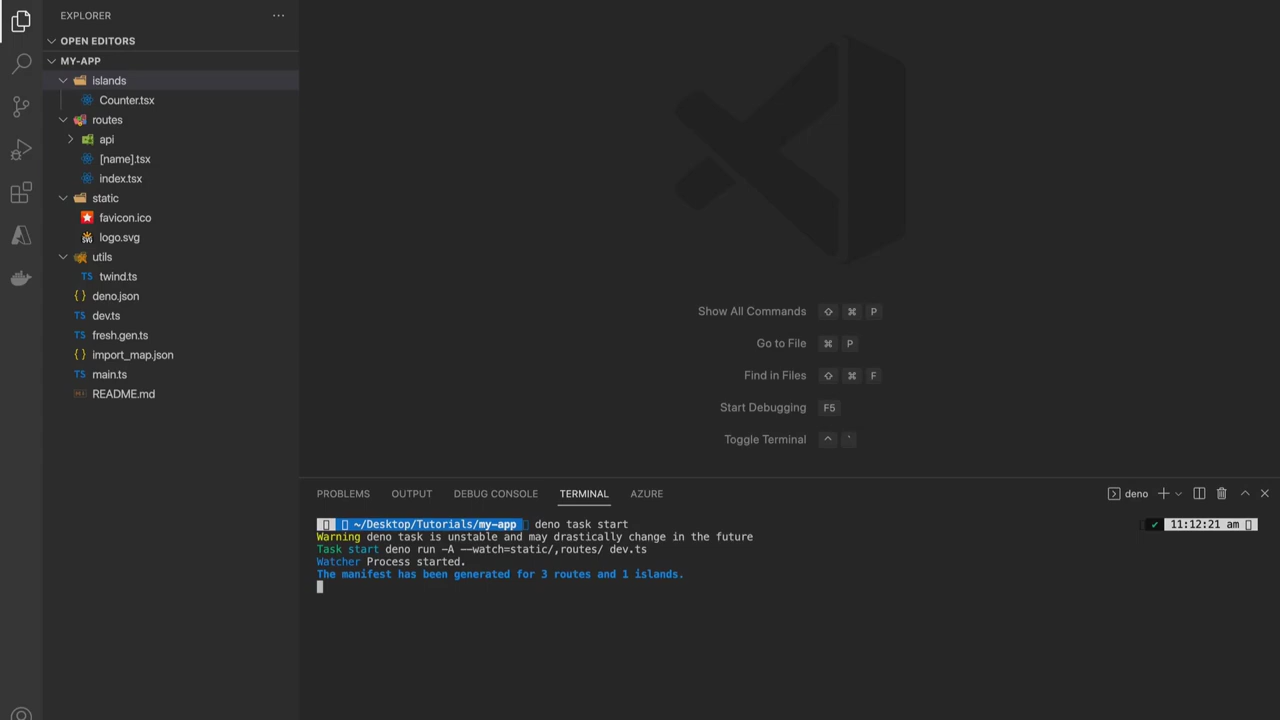 EXPLORER
OPEN EDITORS
MY-APP
islands
Counter.tsx
routes
api
[name].tsx
index.tsx
static
favicon.ico
logo.svg
utils
TS twind.ts
{ } deno.json
TS dev.ts
TS fresh.gen.ts
{ } import_map.json
TS main.ts
README.md
Show All Commands ⇧ ⌘ P
Go to File ⌘ P
Find in Files ⇧ ⌘ F
Start Debugging F5
Toggle Terminal ^ `
PROBLEMS OUTPUT DEBUG CONSOLE TERMINAL AZURE deno
~/Desktop/Tutorials/my-app deno task start ✔ 11:12:21 am
Warning deno task is unstable and may drastically change in the future
Task start deno run -A --watch=static/,routes/ dev.ts
Watcher Process started.
The manifest has been generated for 3 routes and 1 islands.